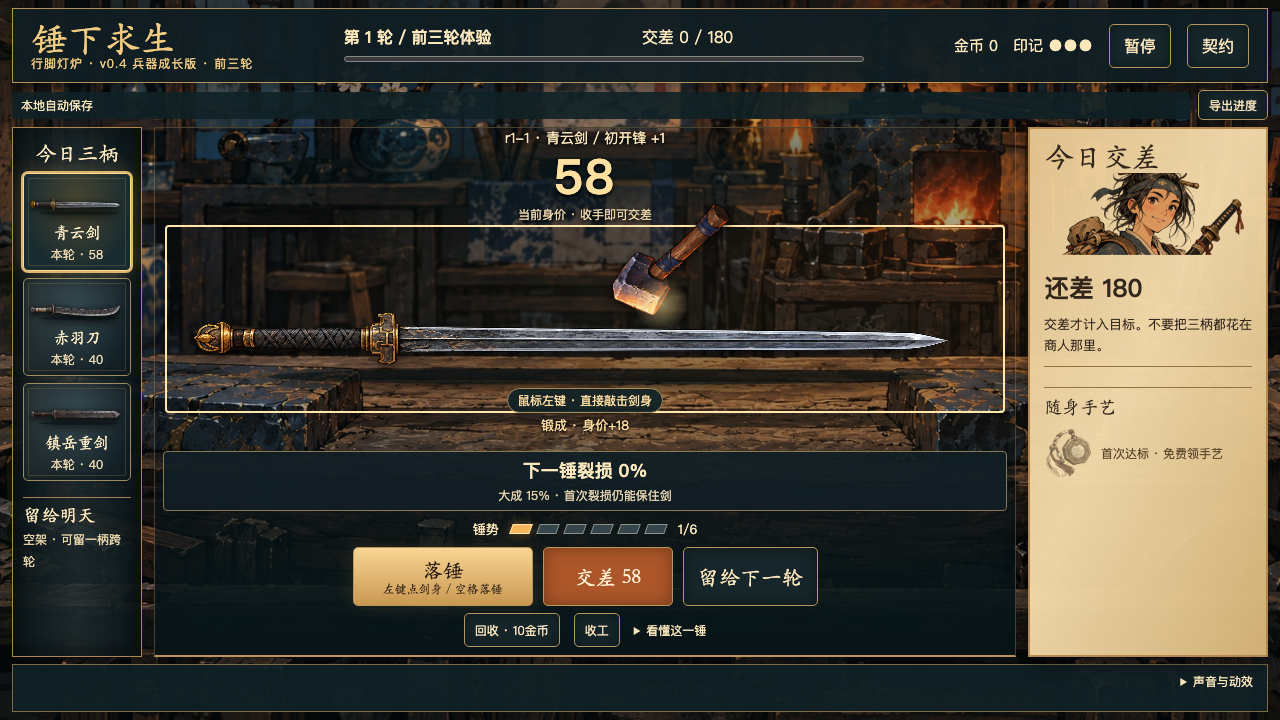 锤下求生
行脚灯炉 · v0.4 兵器成长版 · 前三轮
第 1 轮 / 前三轮体验
交差 0 / 180
金币 0 印记
暂停
契约
本地自动保存
导出进度
今日三柄
青云剑
本轮 · 58
赤羽刀
本轮 · 40
镇岳重剑
本轮 · 40
留给明天
空架 · 可留一柄跨
轮
r1–1 · 青云剑 / 初开锋 +1
58
当前身价 · 收手即可交差
鼠标左键 · 直接敲击剑身
锻成 · 身价+18
下一锤裂损 0%
大成 15% · 首次裂损仍能保住剑
锤势 1/6
落锤
左键点剑身 / 空格落锤
交差 58
留给下一轮
回收 · 10金币
收工
▶ 看懂这一锤
今日交差
还差 180
交差才计入目标。不要把三柄都花在
商人那里。
随身手艺
首次达标 · 免费领手艺
▶ 声音与动效